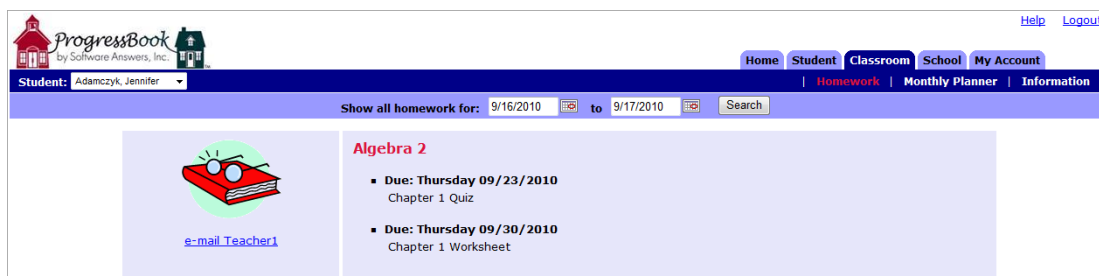 Help Logout
ProgressBook
by Software Answers, Inc.
Home Student Classroom School My Account
Student: Adamczyk, Jennifer | Homework | Monthly Planner | Information
Show all homework for: 9/16/2010 to 9/17/2010 Search
Algebra 2
▪ Due: Thursday 09/23/2010
Chapter 1 Quiz
▪ Due: Thursday 09/30/2010
Chapter 1 Worksheet
e-mail Teacher1